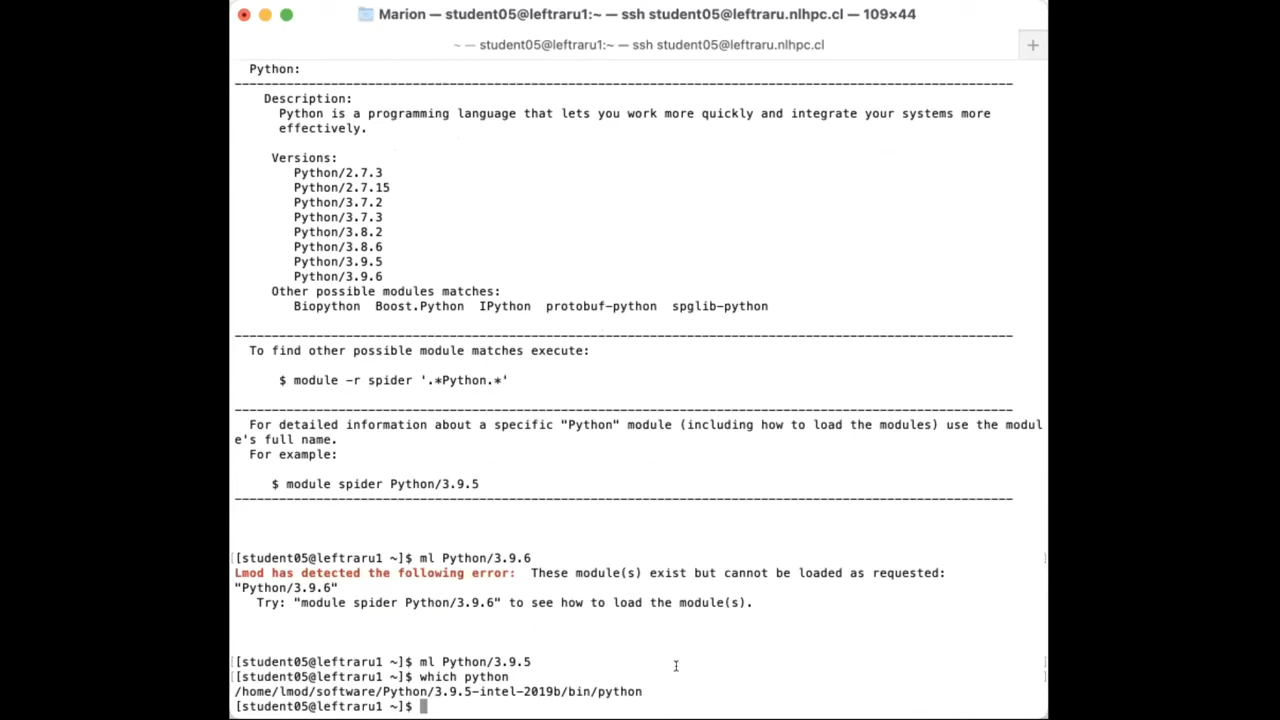 Marion — student05@leftraru1:~ — ssh student05@leftraru.nlhpc.cl — 109×44
~ — student05@leftraru1:~ — ssh student05@leftraru.nlhpc.cl
+
Python:
----------------------------------------------------------------------------------------------------
Description:
Python is a programming language that lets you work more quickly and integrate your systems more
effectively.
Versions:
Python/2.7.3
Python/2.7.15
Python/3.7.2
Python/3.7.3
Python/3.8.2
Python/3.8.6
Python/3.9.5
Python/3.9.6
Other possible modules matches:
Biopython  Boost.Python  IPython  protobuf-python  spglib-python
----------------------------------------------------------------------------------------------------
To find other possible module matches execute:
$ module -r spider '.*Python.*'
----------------------------------------------------------------------------------------------------
For detailed information about a specific "Python" module (including how to load the modules) use the modul
e's full name.
For example:
$ module spider Python/3.9.5
----------------------------------------------------------------------------------------------------
[[student05@leftraru1 ~]$ ml Python/3.9.6 ]
Lmod has detected the following error:  These module(s) exist but cannot be loaded as requested:
"Python/3.9.6"
Try: "module spider Python/3.9.6" to see how to load the module(s).
[[student05@leftraru1 ~]$ ml Python/3.9.5 ]
[[student05@leftraru1 ~]$ which python ]
/home/lmod/software/Python/3.9.5-intel-2019b/bin/python
[student05@leftraru1 ~]$